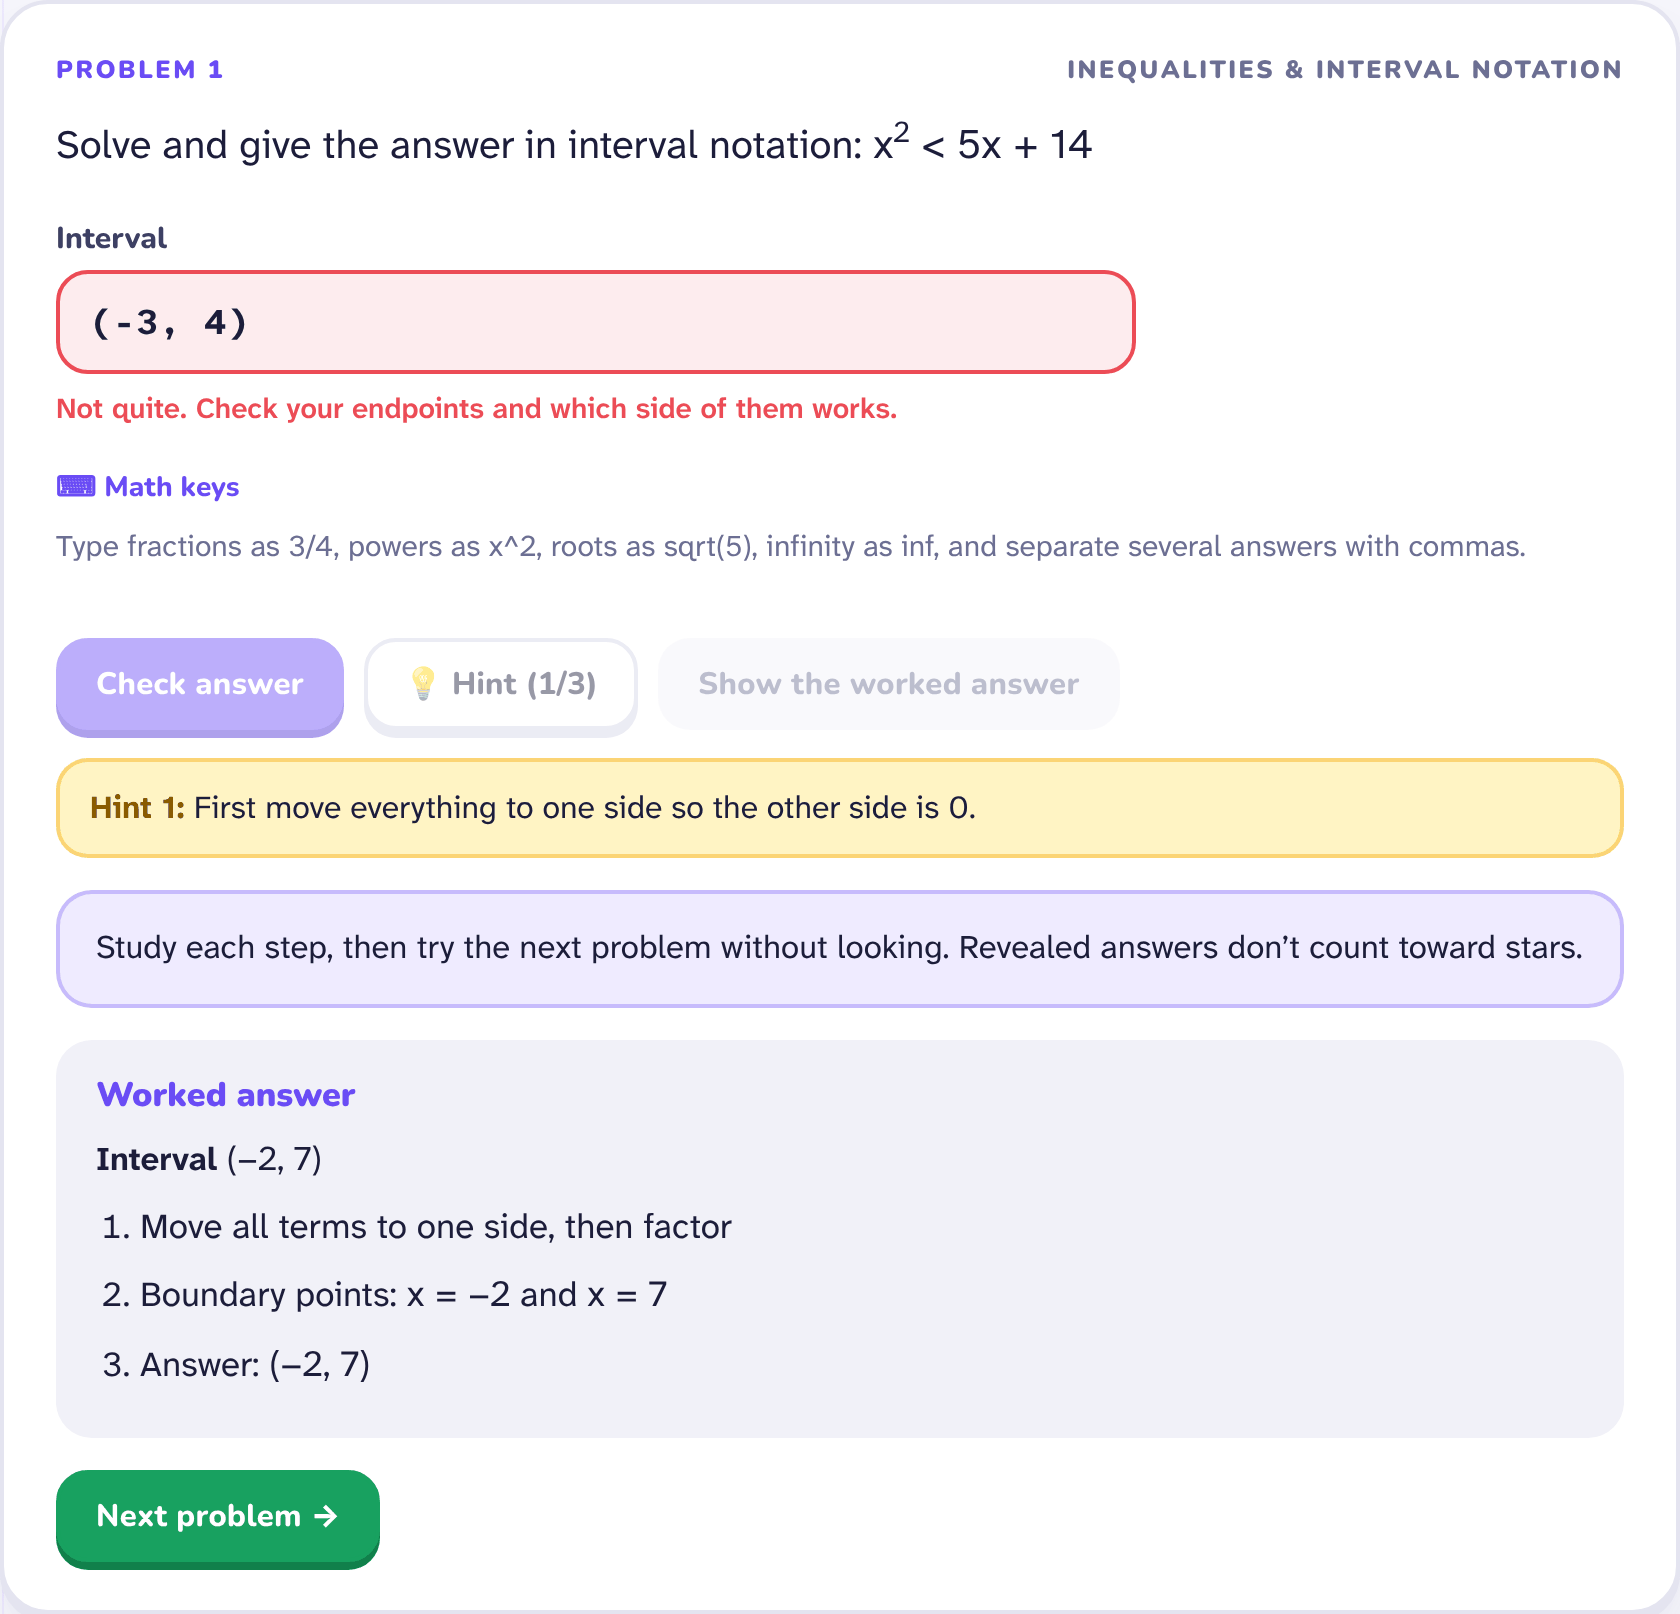 PROBLEM 1
INEQUALITIES & INTERVAL NOTATION
Solve and give the answer in interval notation: x² < 5x + 14
Interval
(-3, 4)
Not quite. Check your endpoints and which side of them works.
⌨ Math keys
Type fractions as 3/4, powers as x^2, roots as sqrt(5), infinity as inf, and separate several answers with commas.
Check answer
💡 Hint (1/3)
Show the worked answer
Hint 1: First move everything to one side so the other side is 0.
Study each step, then try the next problem without looking. Revealed answers don’t count toward stars.
Worked answer
Interval (−2, 7)
1. Move all terms to one side, then factor
2. Boundary points: x = −2 and x = 7
3. Answer: (−2, 7)
Next problem →